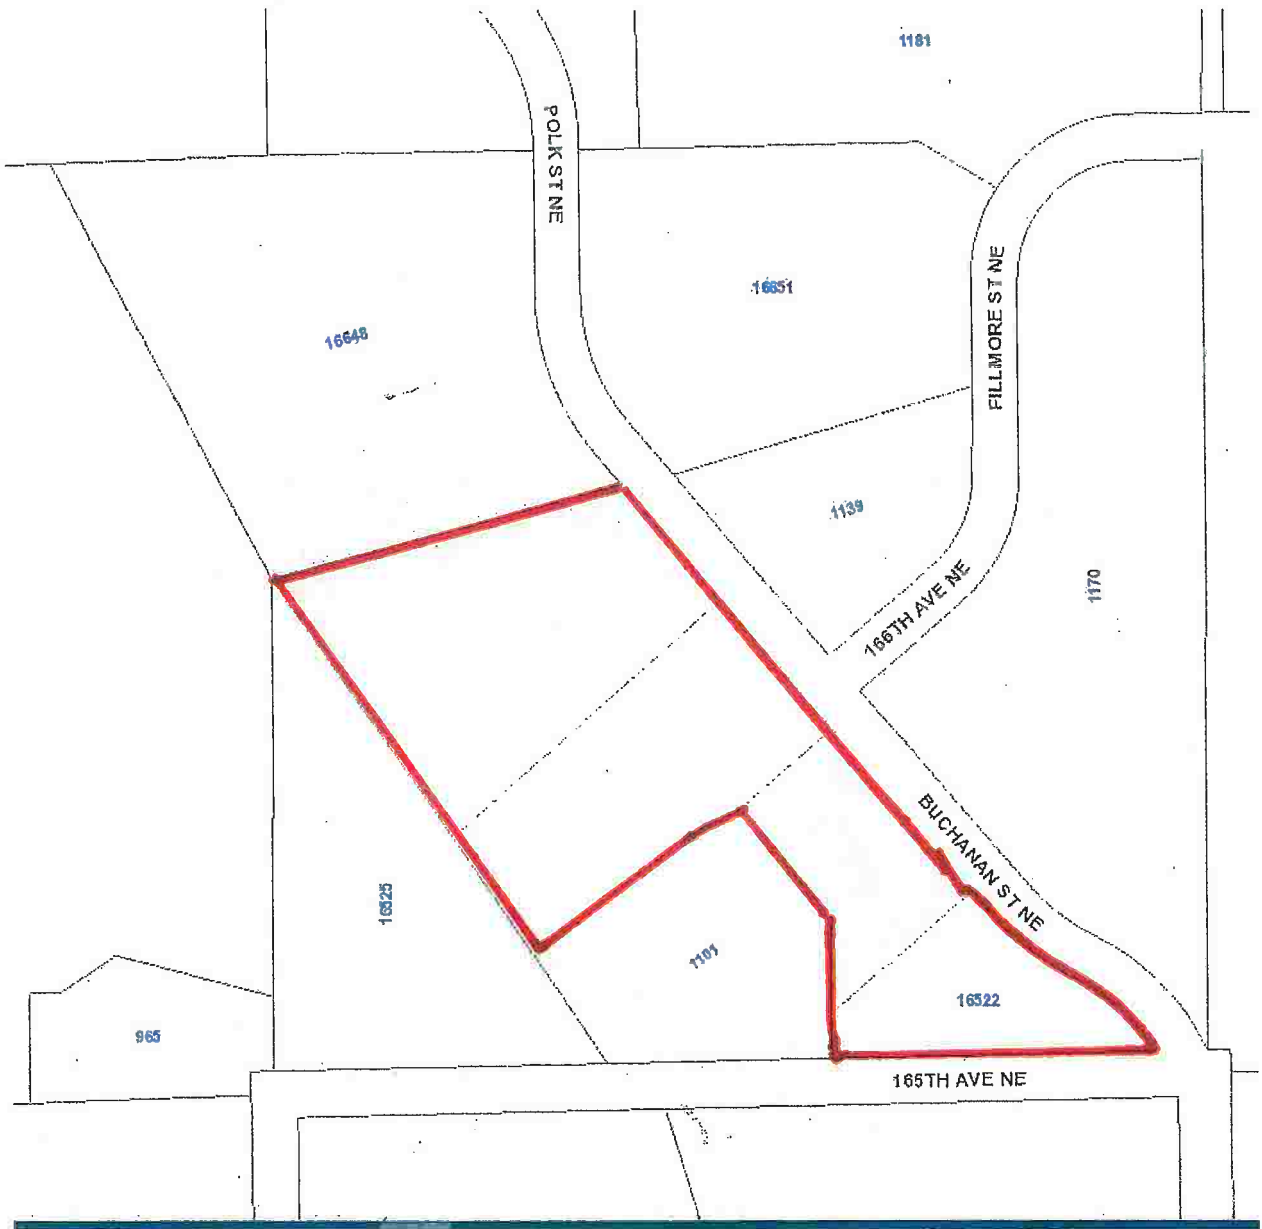 1181
POLK ST NE
16651
FILLMORE ST NE
16648
1139
166TH AVE NE
1170
BUCHANAN ST NE
16525
1101
16522
965
165TH AVE NE